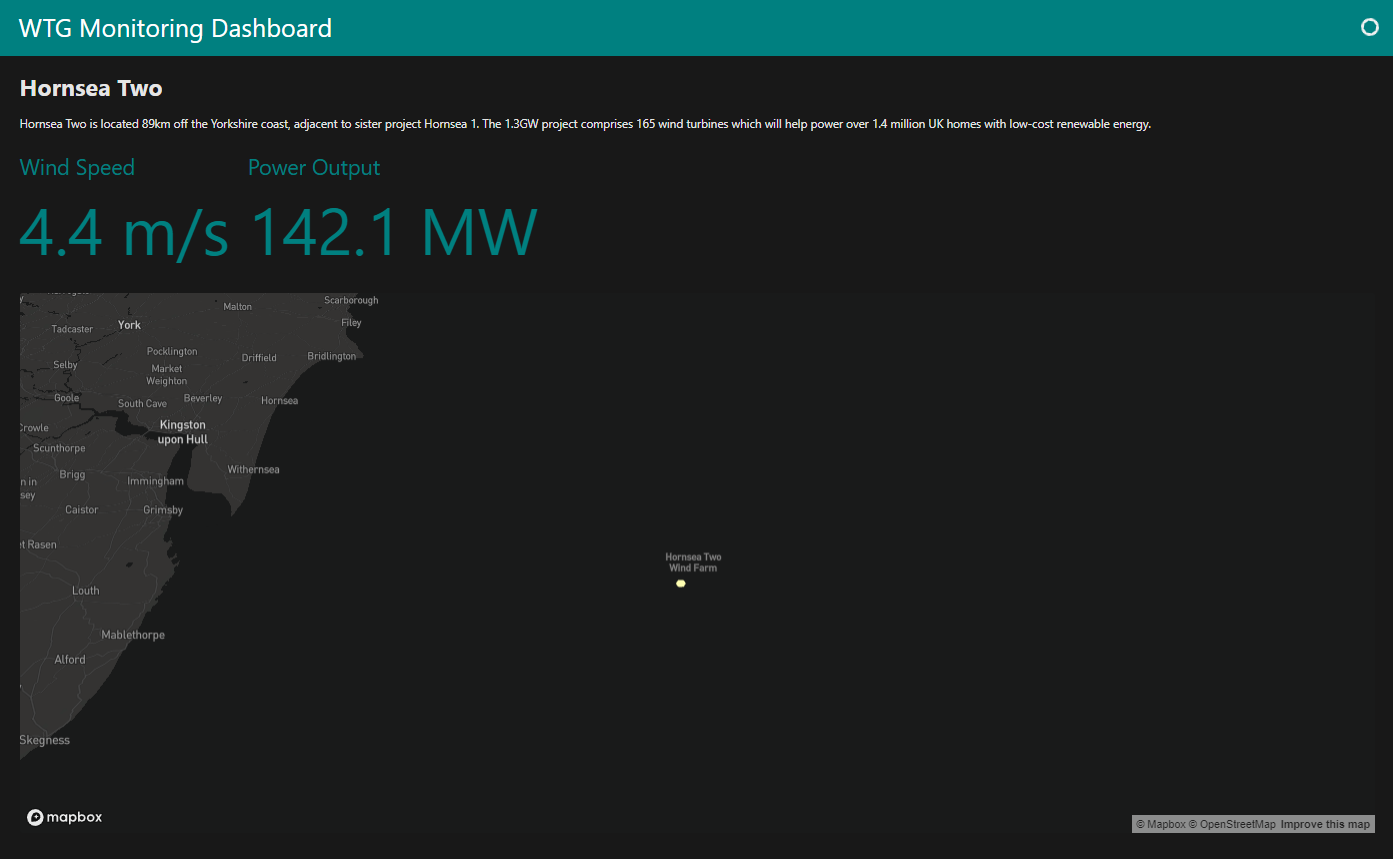 WTG Monitoring Dashboard
Hornsea Two
Hornsea Two is located 89km off the Yorkshire coast, adjacent to sister project Hornsea 1. The 1.3GW project comprises 165 wind turbines which will help power over 1.4 million UK homes with low-cost renewable energy.
Wind Speed
Power Output
4.4 m/s
142.1 MW
Scarborough
Malton
Filey
York
Tadcaster
Pocklington
Driffield
Bridlington
Selby
Market
Weighton
Goole
South Cave
Beverley
Hornsea
Crowle
Kingston
upon Hull
Scunthorpe
Withernsea
Brigg
Immingham
n in
sey
Caistor
Grimsby
et Rasen
Hornsea Two
Wind Farm
Louth
Mablethorpe
Alford
Skegness
mapbox
© Mapbox © OpenStreetMap Improve this map